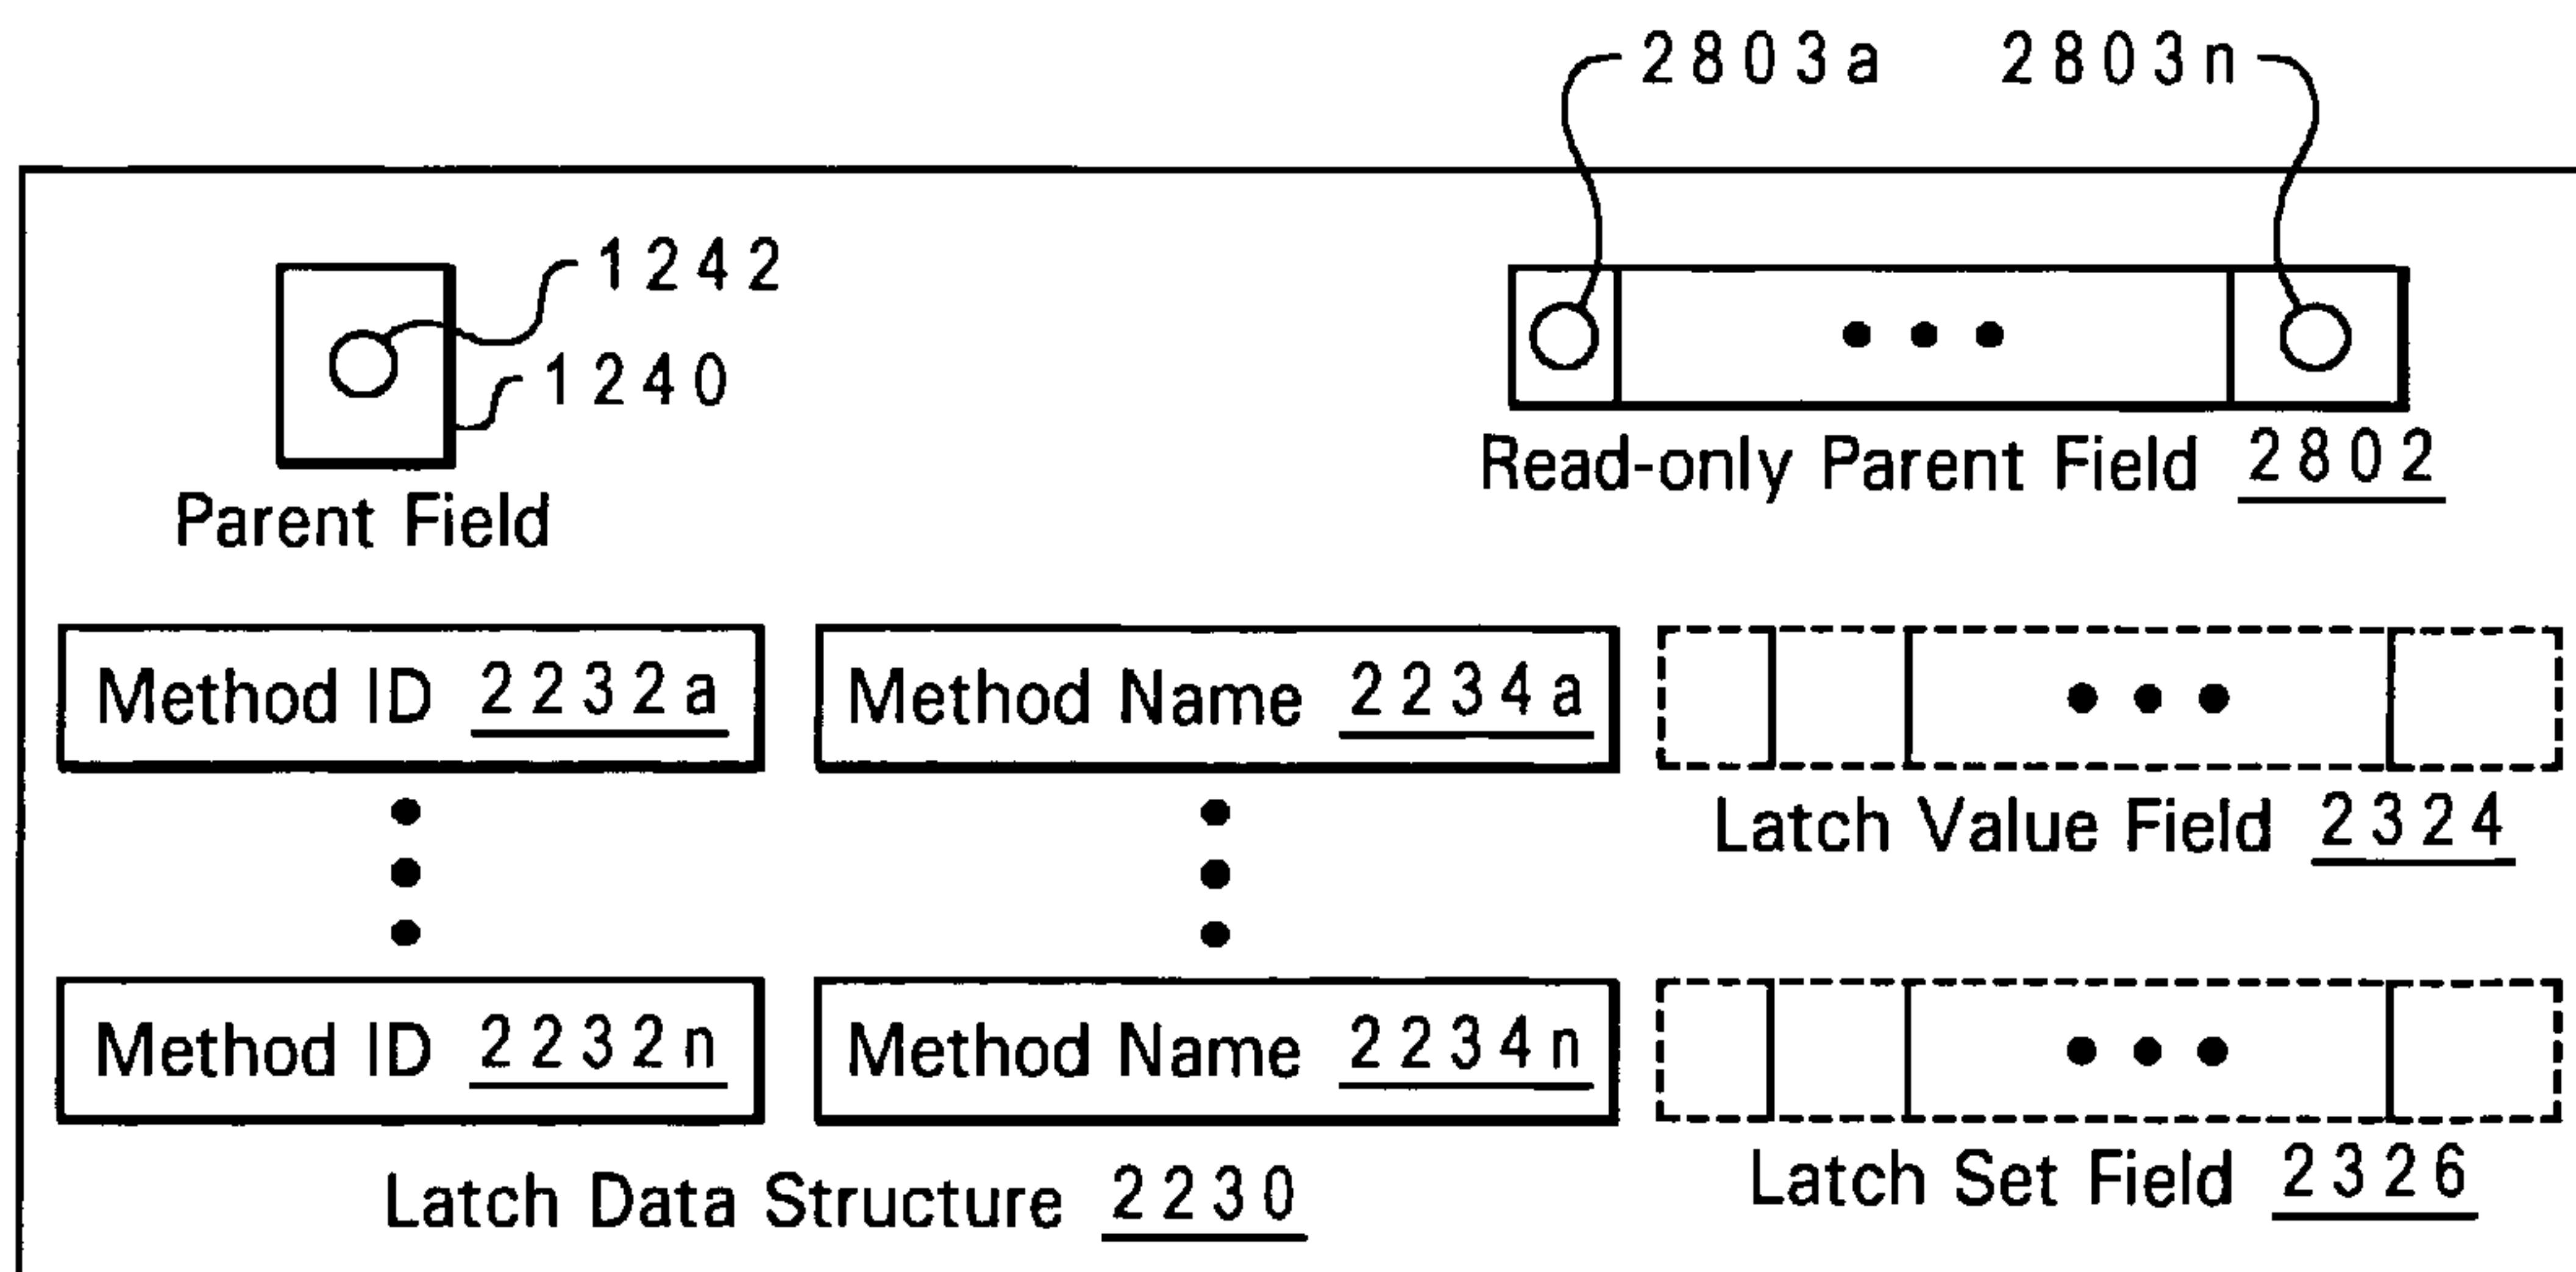 2803a 2803n
1242
1240
Parent Field
Read-only Parent Field 2802
Method ID 2232a
Method Name 2234a
Latch Value Field 2324
Method ID 2232n
Method Name 2234n
Latch Data Structure 2230
Latch Set Field 2326